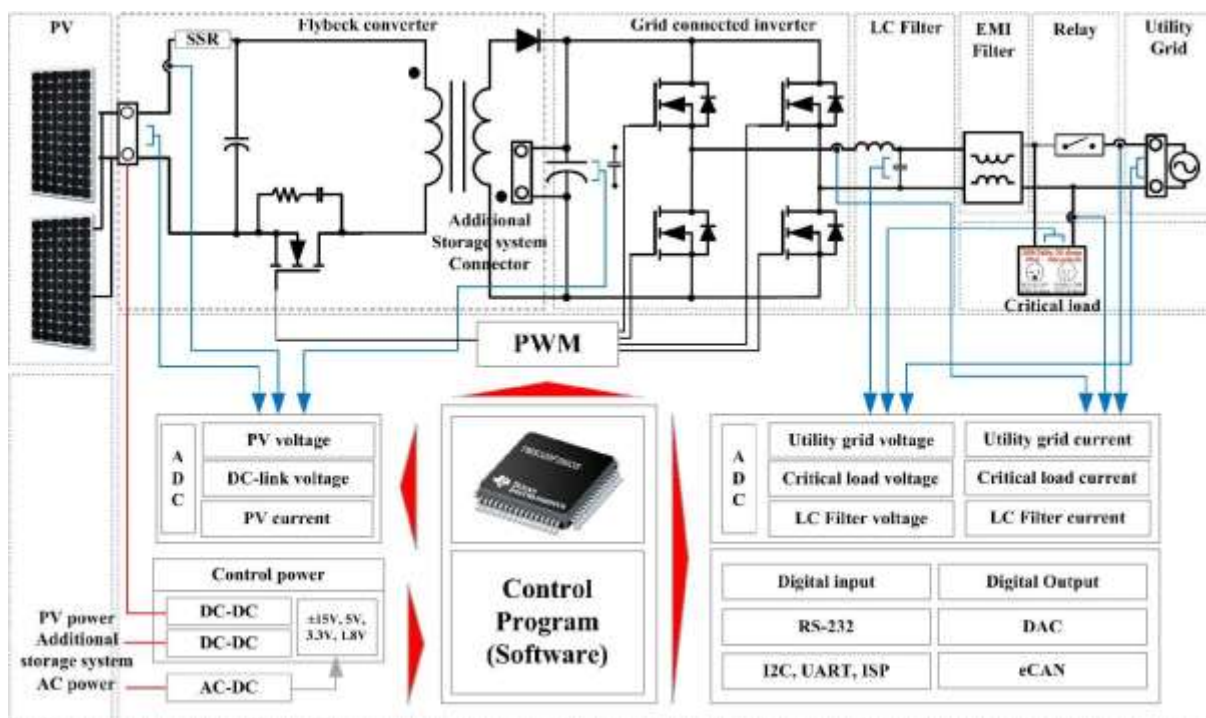 PV
Flybeck converter
Grid connected inverter
LC Filter
EMI
Filter
Relay
Utility
Grid
SSR
Additional
Storage system
Connector
Critical load
PWM
A
D
C
PV voltage
DC-link voltage
PV current
Control power
DC-DC
DC-DC
±15V, 5V,
3.3V, 1.8V
AC-DC
PV power
Additional
storage system
AC power
TEXAS
INSTRUMENTS
Control
Program
(Software)
A
D
C
Utility grid voltage
Critical load voltage
LC Filter voltage
Utility grid current
Critical load current
LC Filter current
Digital input
Digital Output
RS-232
DAC
I2C, UART, ISP
eCAN